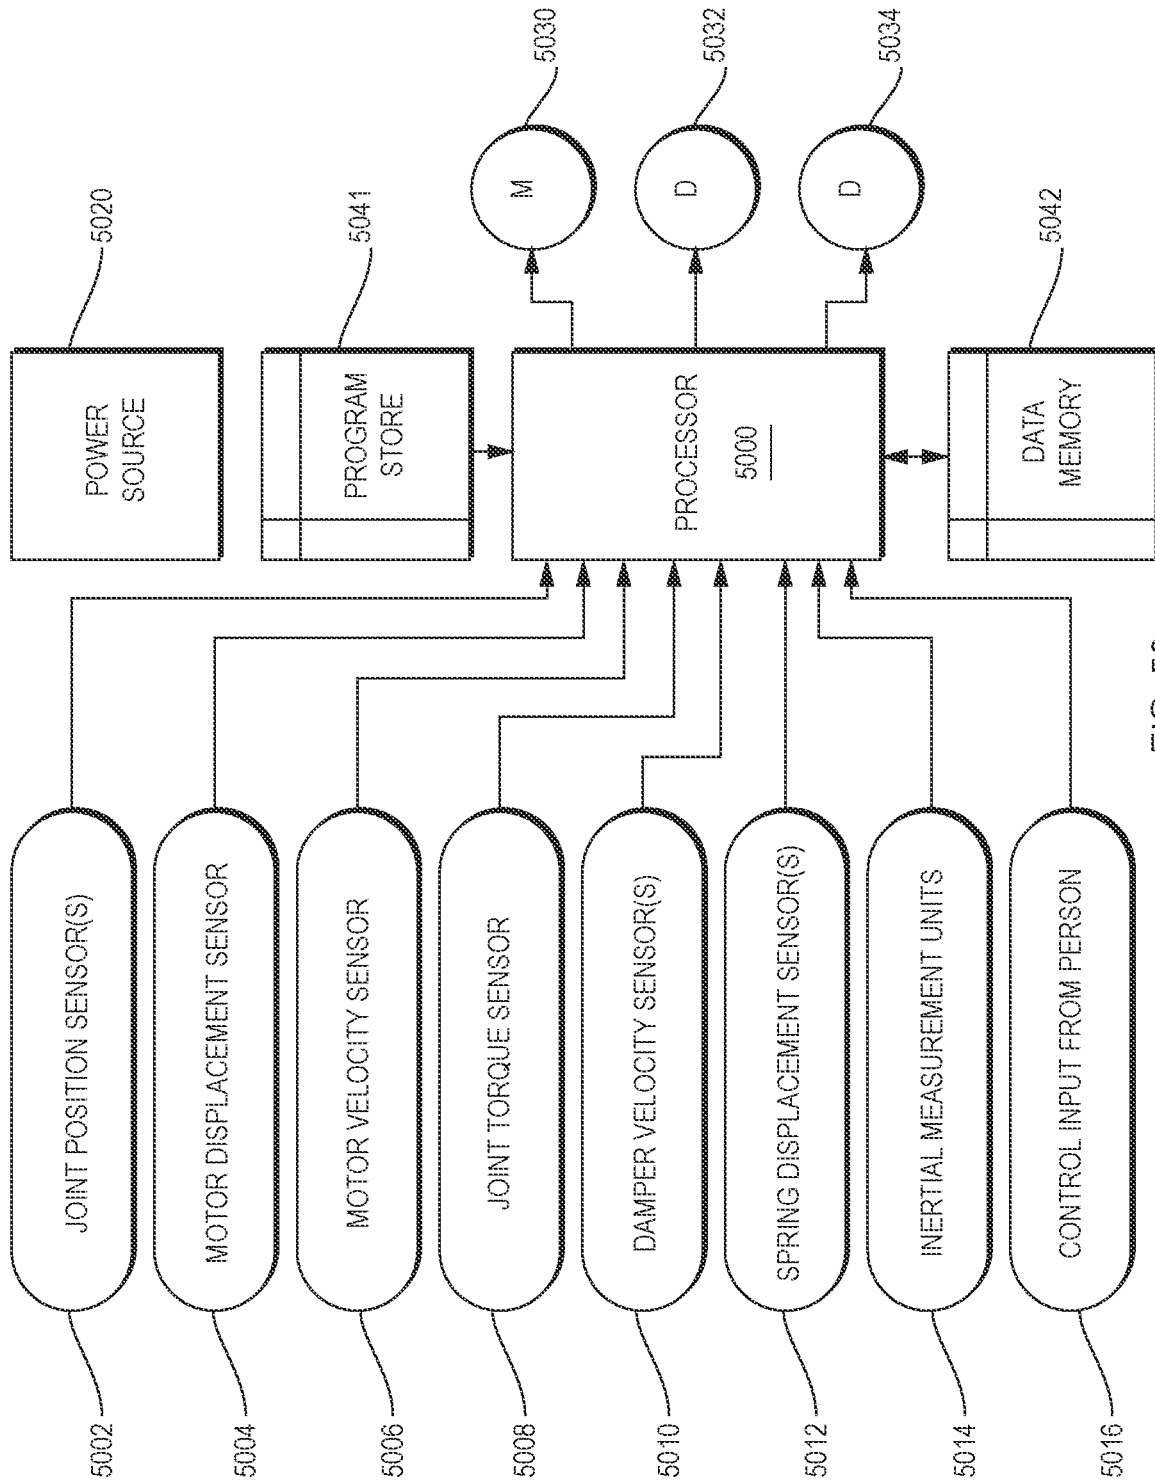 5002
JOINT POSITION SENSOR(S)
5004
MOTOR DISPLACEMENT SENSOR
5006
MOTOR VELOCITY SENSOR
5008
JOINT TORQUE SENSOR
5010
DAMPER VELOCITY SENSOR(S)
5012
SPRING DISPLACEMENT SENSOR(S)
5014
INERTIAL MEASUREMENT UNITS
5016
CONTROL INPUT FROM PERSON
POWER
SOURCE
5020
PROGRAM
STORE
5041
PROCESSOR
5000
DATA
MEMORY
5042
M
5030
D
5032
D
5034